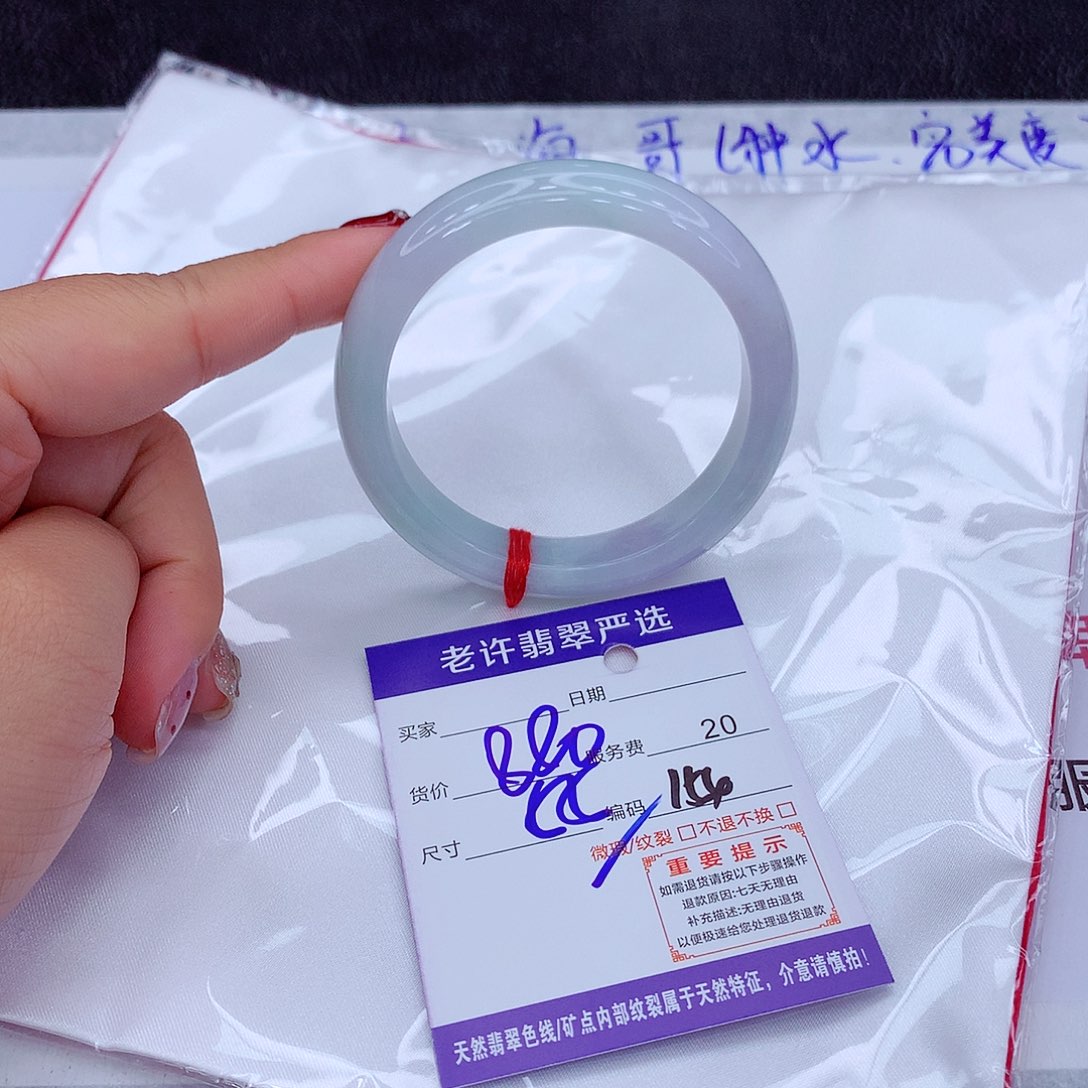 海哥(种水.完美度
老许翡翠严选
买家 日期
货价 880 服务费 20
尺寸 编码 154
微瑕/纹裂 □不退不换 □
重要提示
如需退货请按以下步骤操作
退款原因:七天无理由
补充描述:无理由退货
以便极速给您处理退货退款
天然翡翠色线/矿点内部纹裂属于天然特征，介意请慎拍!